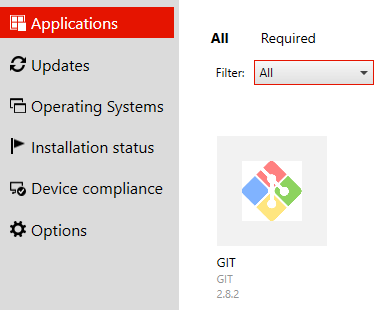 Applications
Updates
Operating Systems
Installation status
Device compliance
Options
All Required
Filter: All
GIT
GIT
2.8.2